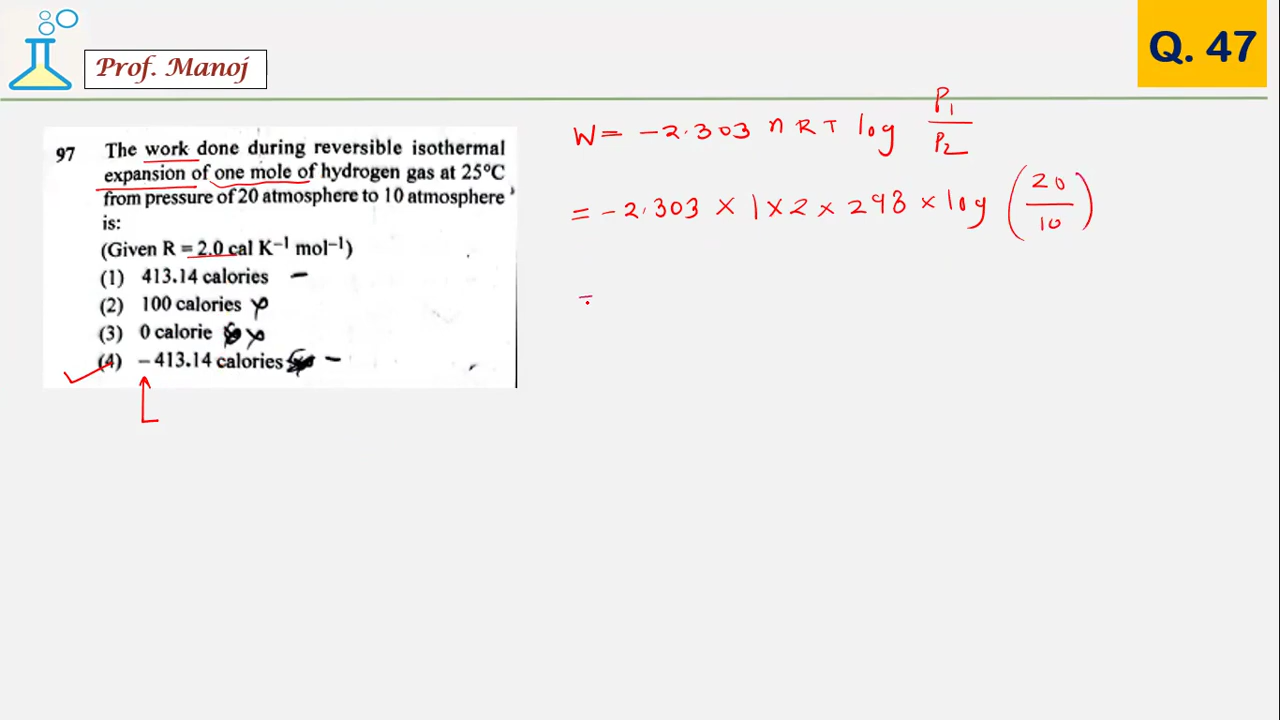 Prof. Manoj
Q. 47
97 The work done during reversible isothermal
expansion of one mole of hydrogen gas at 25°C
from pressure of 20 atmosphere to 10 atmosphere
is:
(Given R = 2.0 cal K⁻¹ mol⁻¹)
(1) 413.14 calories
(2) 100 calories
(3) 0 calorie
(4) – 413.14 calories
W = -2.303 n R T log P₁/P₂
= -2.303 × 1 × 2 × 298 × log (20/10)
=